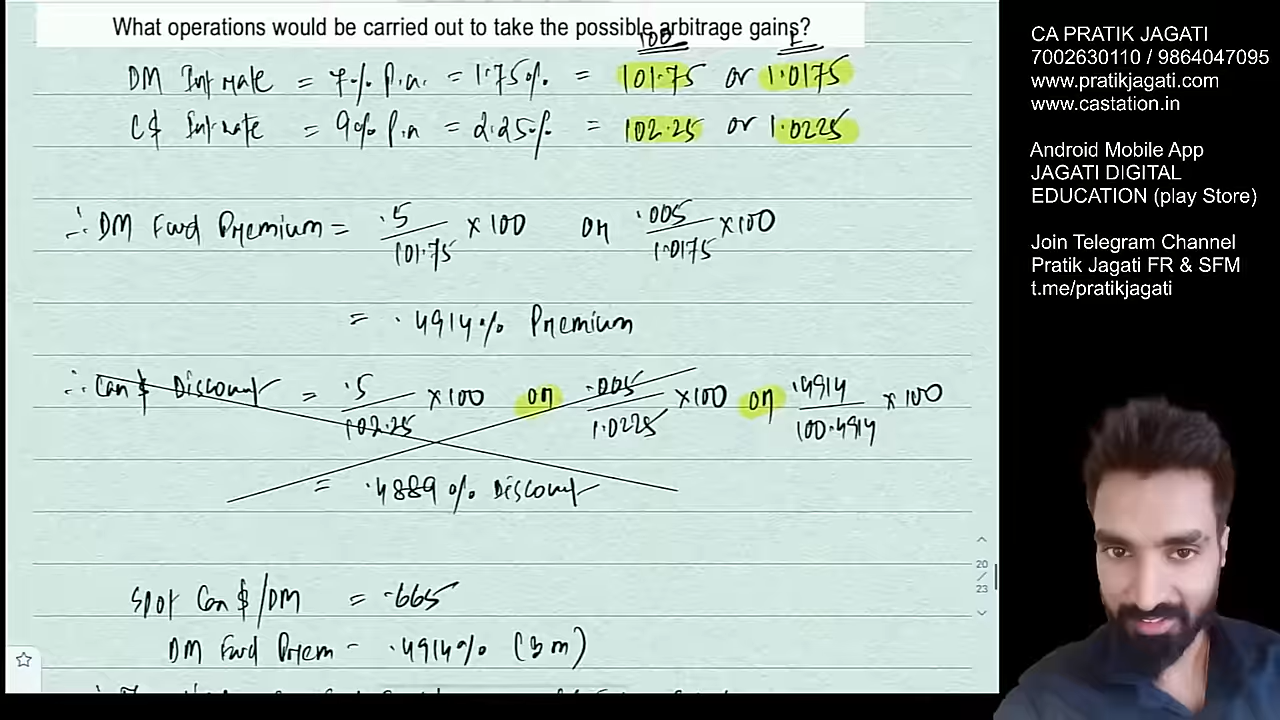 What operations would be carried out to take the possible arbitrage gains?
100 1
DM Int rate = 7% P.a. = 1.75% = 101.75 or 1.0175
C$ Int rate = 9% P.a = 2.25% = 102.25 or 1.0225
∴ DM Fwd Premium = .5/101.75 × 100 or .005/1.0175 × 100
= .4914% Premium
∴ Can $ Discount = .5/102.25 × 100 or .005/1.0225 × 100 or .4914/100.4914 × 100
= .4889% Discount
Spot Can $/DM = .665
DM Fwd Prem - .4914% (3m)
20
/
23
CA PRATIK JAGATI
7002630110 / 9864047095
www.pratikjagati.com
www.castation.in
Android Mobile App
JAGATI DIGITAL
EDUCATION (play Store)
Join Telegram Channel
Pratik Jagati FR & SFM
t.me/pratikjagati